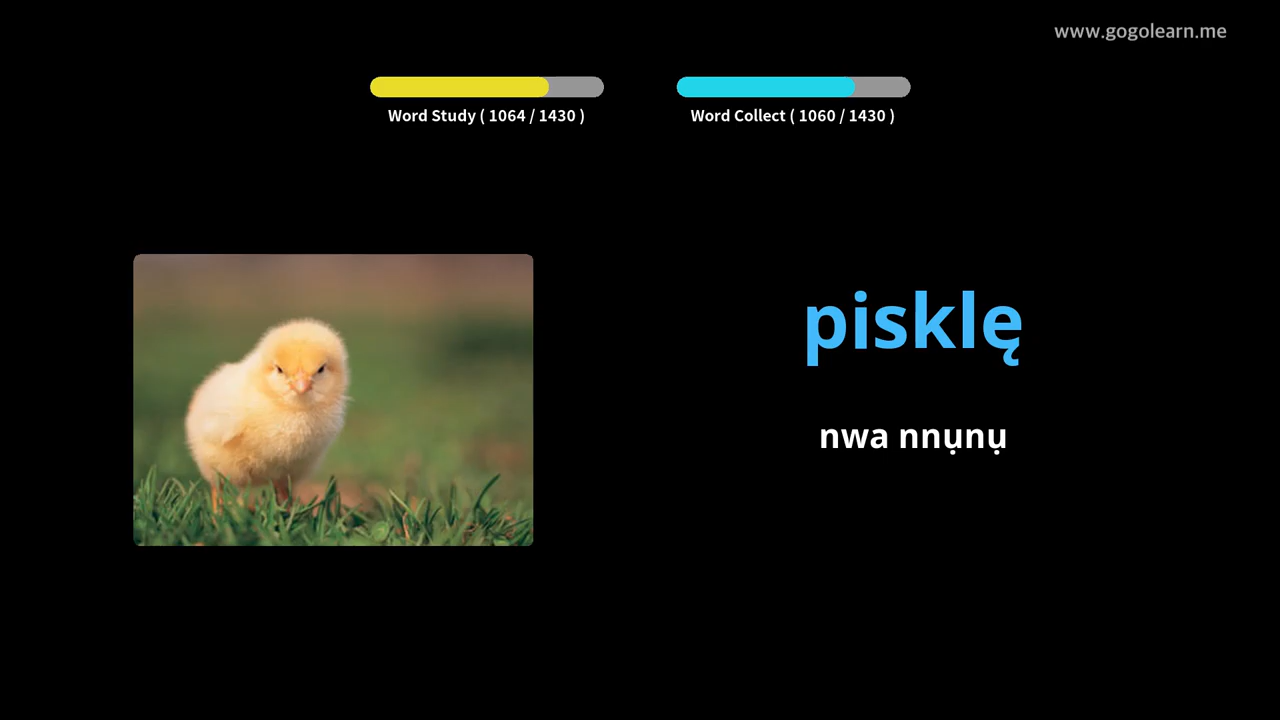 www.gogolearn.me
Word Study ( 1064 / 1430 )
Word Collect ( 1060 / 1430 )
pisklę
nwa nnụnụ